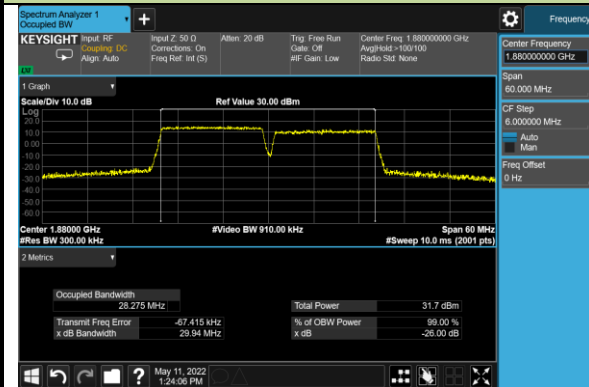 Spectrum Analyzer 1
Occupied BW
+
Frequency
KEYSIGHT
Input: RF
Coupling: DC
Align: Auto
Input Z: 50 Ω
Corrections: On
Freq Ref: Int (S)
Atten: 20 dB
Trig: Free Run
Gate: Off
#IF Gain: Low
Center Freq: 1.880000000 GHz
Avg|Hold:>100/100
Radio Std: None
Center Frequency
1.880000000 GHz
Span
60.000 MHz
CF Step
6.000000 MHz
Auto
Man
Freq Offset
0 Hz
1 Graph
Scale/Div 10.0 dB
Ref Value 30.00 dBm
Log
20.0
10.0
0.00
-10.0
-20.0
-30.0
-40.0
-50.0
-60.0
Center 1.88000 GHz
#Video BW 910.00 kHz
Span 60 MHz
#Res BW 300.00 kHz
#Sweep 10.0 ms (2001 pts)
2 Metrics
Occupied Bandwidth
28.275 MHz
Total Power
31.7 dBm
Transmit Freq Error
-67.415 kHz
% of OBW Power
99.00 %
x dB Bandwidth
29.94 MHz
x dB
-26.00 dB
?
May 11, 2022
1:24:06 PM